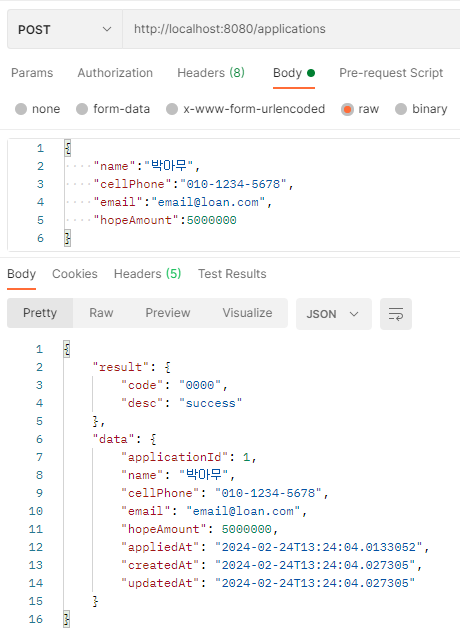 POST http://localhost:8080/applications
Params Authorization Headers (8) Body Pre-request Script
none form-data x-www-form-urlencoded raw binary
1 {
2 "name":"박아무",
3 "cellPhone":"010-1234-5678",
4 "email":"email@loan.com",
5 "hopeAmount":5000000
6 }
Body Cookies Headers (5) Test Results
Pretty Raw Preview Visualize JSON
1 {
2 "result": {
3 "code": "0000",
4 "desc": "success"
5 },
6 "data": {
7 "applicationId": 1,
8 "name": "박아무",
9 "cellPhone": "010-1234-5678",
10 "email": "email@loan.com",
11 "hopeAmount": 5000000,
12 "appliedAt": "2024-02-24T13:24:04.0133052",
13 "createdAt": "2024-02-24T13:24:04.027305",
14 "updatedAt": "2024-02-24T13:24:04.027305"
15 }
16 }